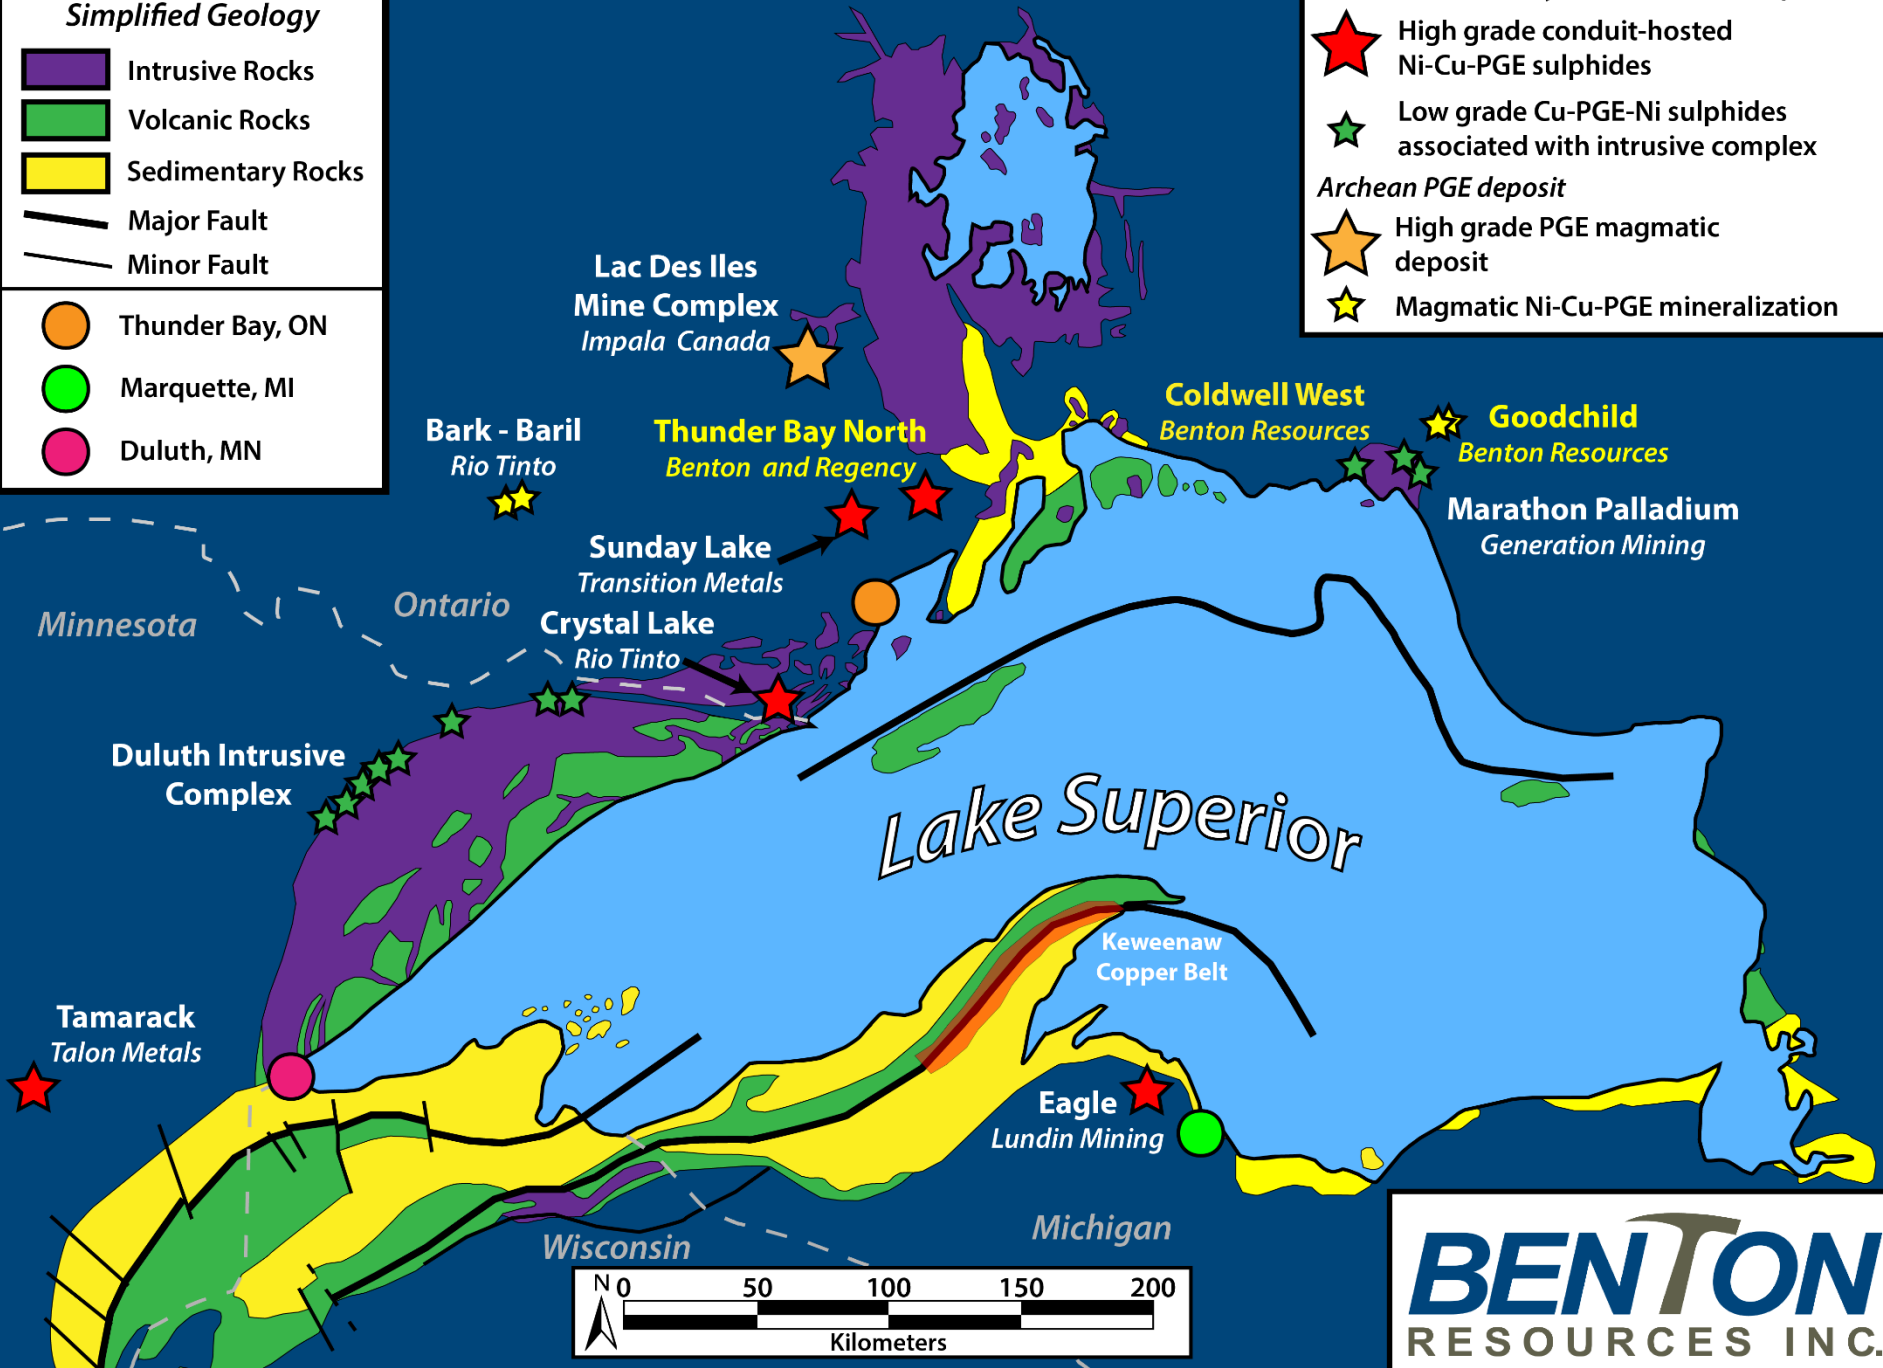 Simplified Geology
Intrusive Rocks
Volcanic Rocks
Sedimentary Rocks
Major Fault
Minor Fault
Thunder Bay, ON
Marquette, MI
Duluth, MN
High grade conduit-hosted
Ni-Cu-PGE sulphides
Low grade Cu-PGE-Ni sulphides
associated with intrusive complex
Archean PGE deposit
High grade PGE magmatic
deposit
Magmatic Ni-Cu-PGE mineralization
Lac Des Iles
Mine Complex
Impala Canada
Bark - Baril
Rio Tinto
Thunder Bay North
Benton and Regency
Coldwell West
Benton Resources
Goodchild
Benton Resources
Marathon Palladium
Generation Mining
Sunday Lake
Transition Metals
Minnesota
Ontario
Crystal Lake
Rio Tinto
Duluth Intrusive
Complex
Lake Superior
Keweenaw
Copper Belt
Tamarack
Talon Metals
Eagle
Lundin Mining
Wisconsin
Michigan
N 0 50 100 150 200
Kilometers
BENTON
RESOURCES INC.